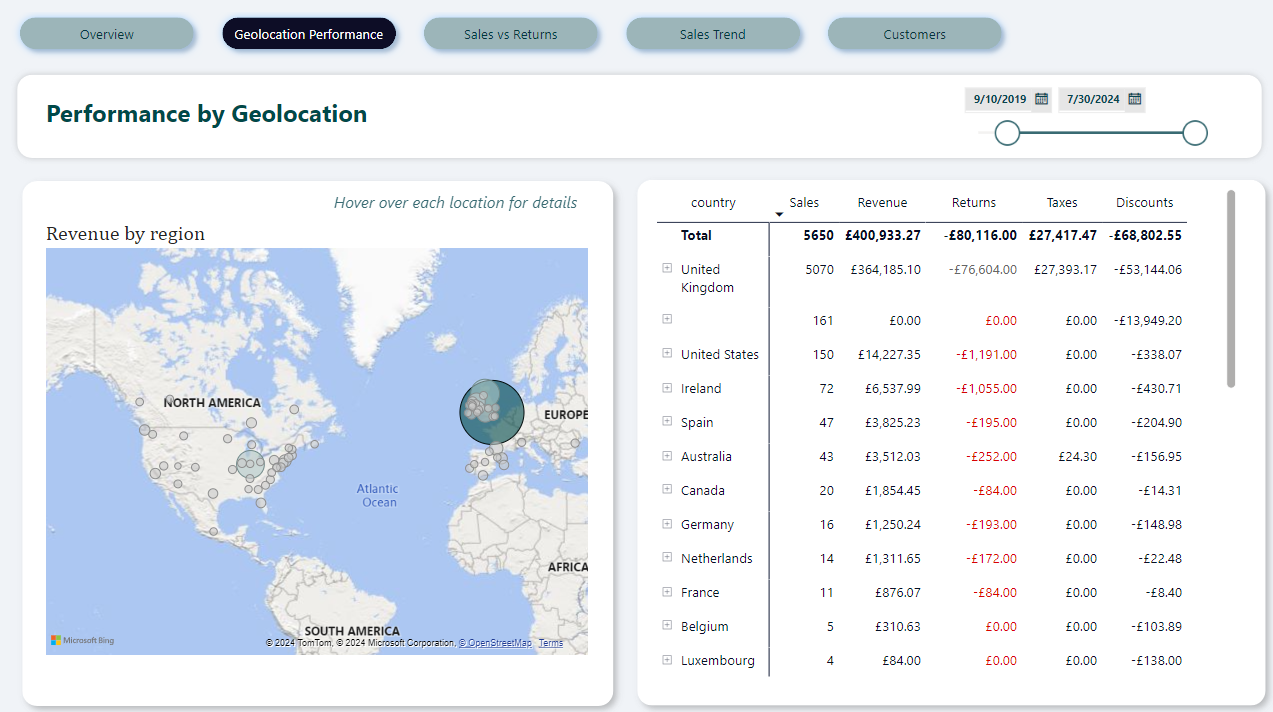 Overview
Geolocation Performance
Sales vs Returns
Sales Trend
Customers
Performance by Geolocation
9/10/2019
7/30/2024
Hover over each location for details
Revenue by region
NORTH AMERICA
EUROPE
Atlantic
Ocean
AFRICA
SOUTH AMERICA
Microsoft Bing
© 2024 TomTom, © 2024 Microsoft Corporation, © OpenStreetMap Terms
country Sales Revenue Returns Taxes Discounts
Total 5650 £400,933.27 -£80,116.00 £27,417.47 -£68,802.55
United 5070 £364,185.10 -£76,604.00 £27,393.17 -£53,144.06
Kingdom
161 £0.00 £0.00 £0.00 -£13,949.20
United States 150 £14,227.35 -£1,191.00 £0.00 -£338.07
Ireland 72 £6,537.99 -£1,055.00 £0.00 -£430.71
Spain 47 £3,825.23 -£195.00 £0.00 -£204.90
Australia 43 £3,512.03 -£252.00 £24.30 -£156.95
Canada 20 £1,854.45 -£84.00 £0.00 -£14.31
Germany 16 £1,250.24 -£193.00 £0.00 -£148.98
Netherlands 14 £1,311.65 -£172.00 £0.00 -£22.48
France 11 £876.07 -£84.00 £0.00 -£8.40
Belgium 5 £310.63 £0.00 £0.00 -£103.89
Luxembourg 4 £84.00 £0.00 £0.00 -£138.00